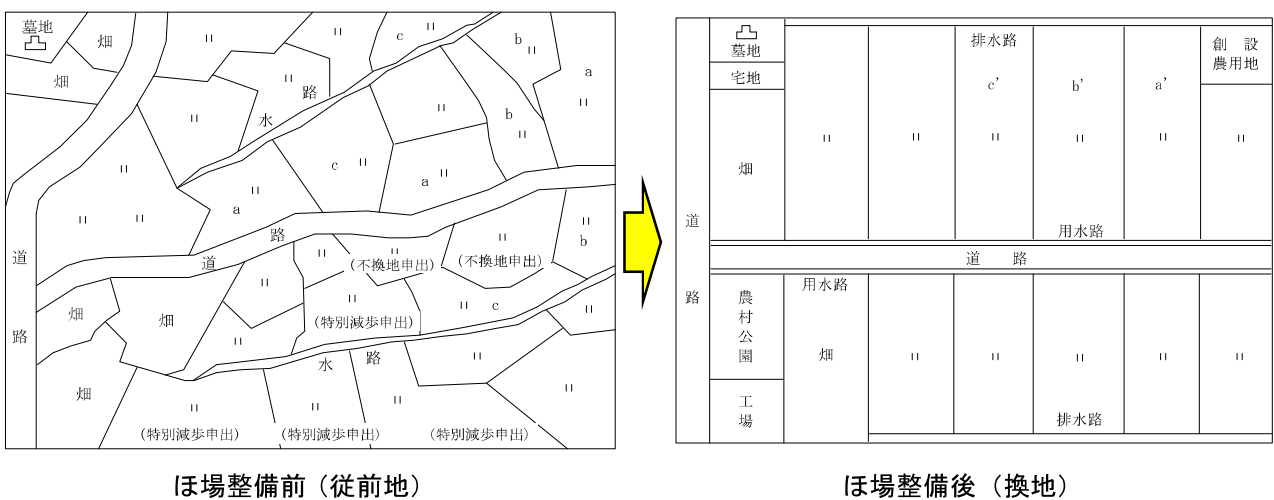 墓地
畑
畑
〃
〃
c
b
〃
a
〃
〃
路
水
〃
〃
b
〃
〃
c
〃
a
〃
〃
a
〃
〃
〃
路
道
〃
〃
(不換地申出)
〃
(不換地申出)
〃
b
道
路
畑
畑
〃
〃
(特別減歩申出)
〃
c
〃
〃
水
路
〃
〃
畑
〃
(特別減歩申出)
〃
(特別減歩申出)
〃
(特別減歩申出)
ほ場整備前(従前地)
墓地
宅地
畑
排水路
c'
b'
a'
創設
農用地
〃
〃
〃
〃
〃
〃
用水路
道
路
道路
農村公園
工場
用水路
畑
〃
〃
〃
〃
〃
排水路
ほ場整備後(換地)